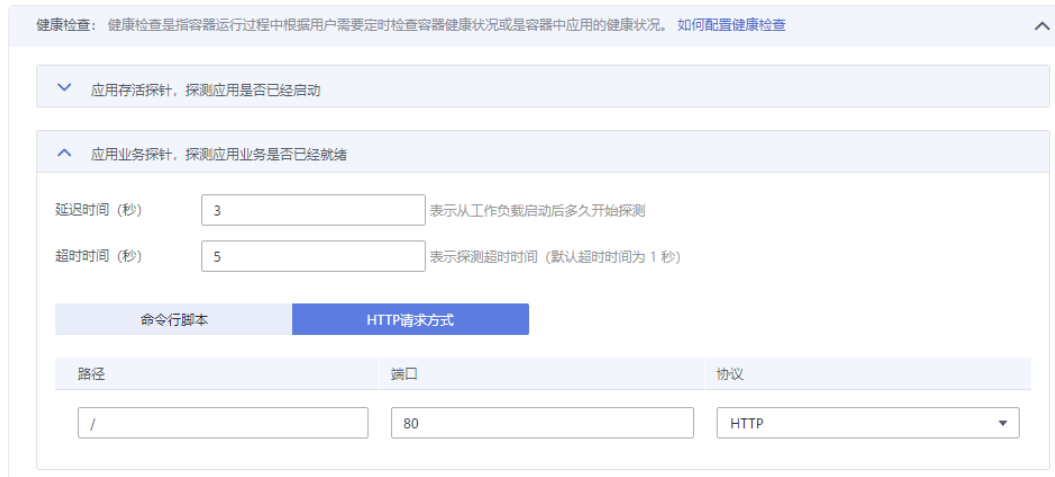 健康检查： 健康检查是指容器运行过程中根据用户需要定时检查容器健康状况或是容器中应用的健康状况。 如何配置健康检查
应用存活探针，探测应用是否已经启动
应用业务探针，探测应用业务是否已经就绪
延迟时间（秒） 3 表示从工作负载启动后多久开始探测
超时时间（秒） 5 表示探测超时时间（默认超时时间为 1 秒）
命令行脚本 HTTP请求方式
路径 端口 协议
/ 80 HTTP